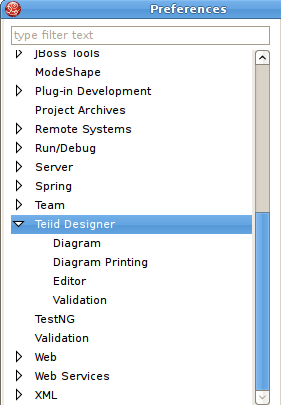 Preferences
type filter text
JBoss Tools
ModeShape
Plug-in Development
Project Archives
Remote Systems
Run/Debug
Server
Spring
Team
Teiid Designer
Diagram
Diagram Printing
Editor
Validation
TestNG
Validation
Web
Web Services
XML